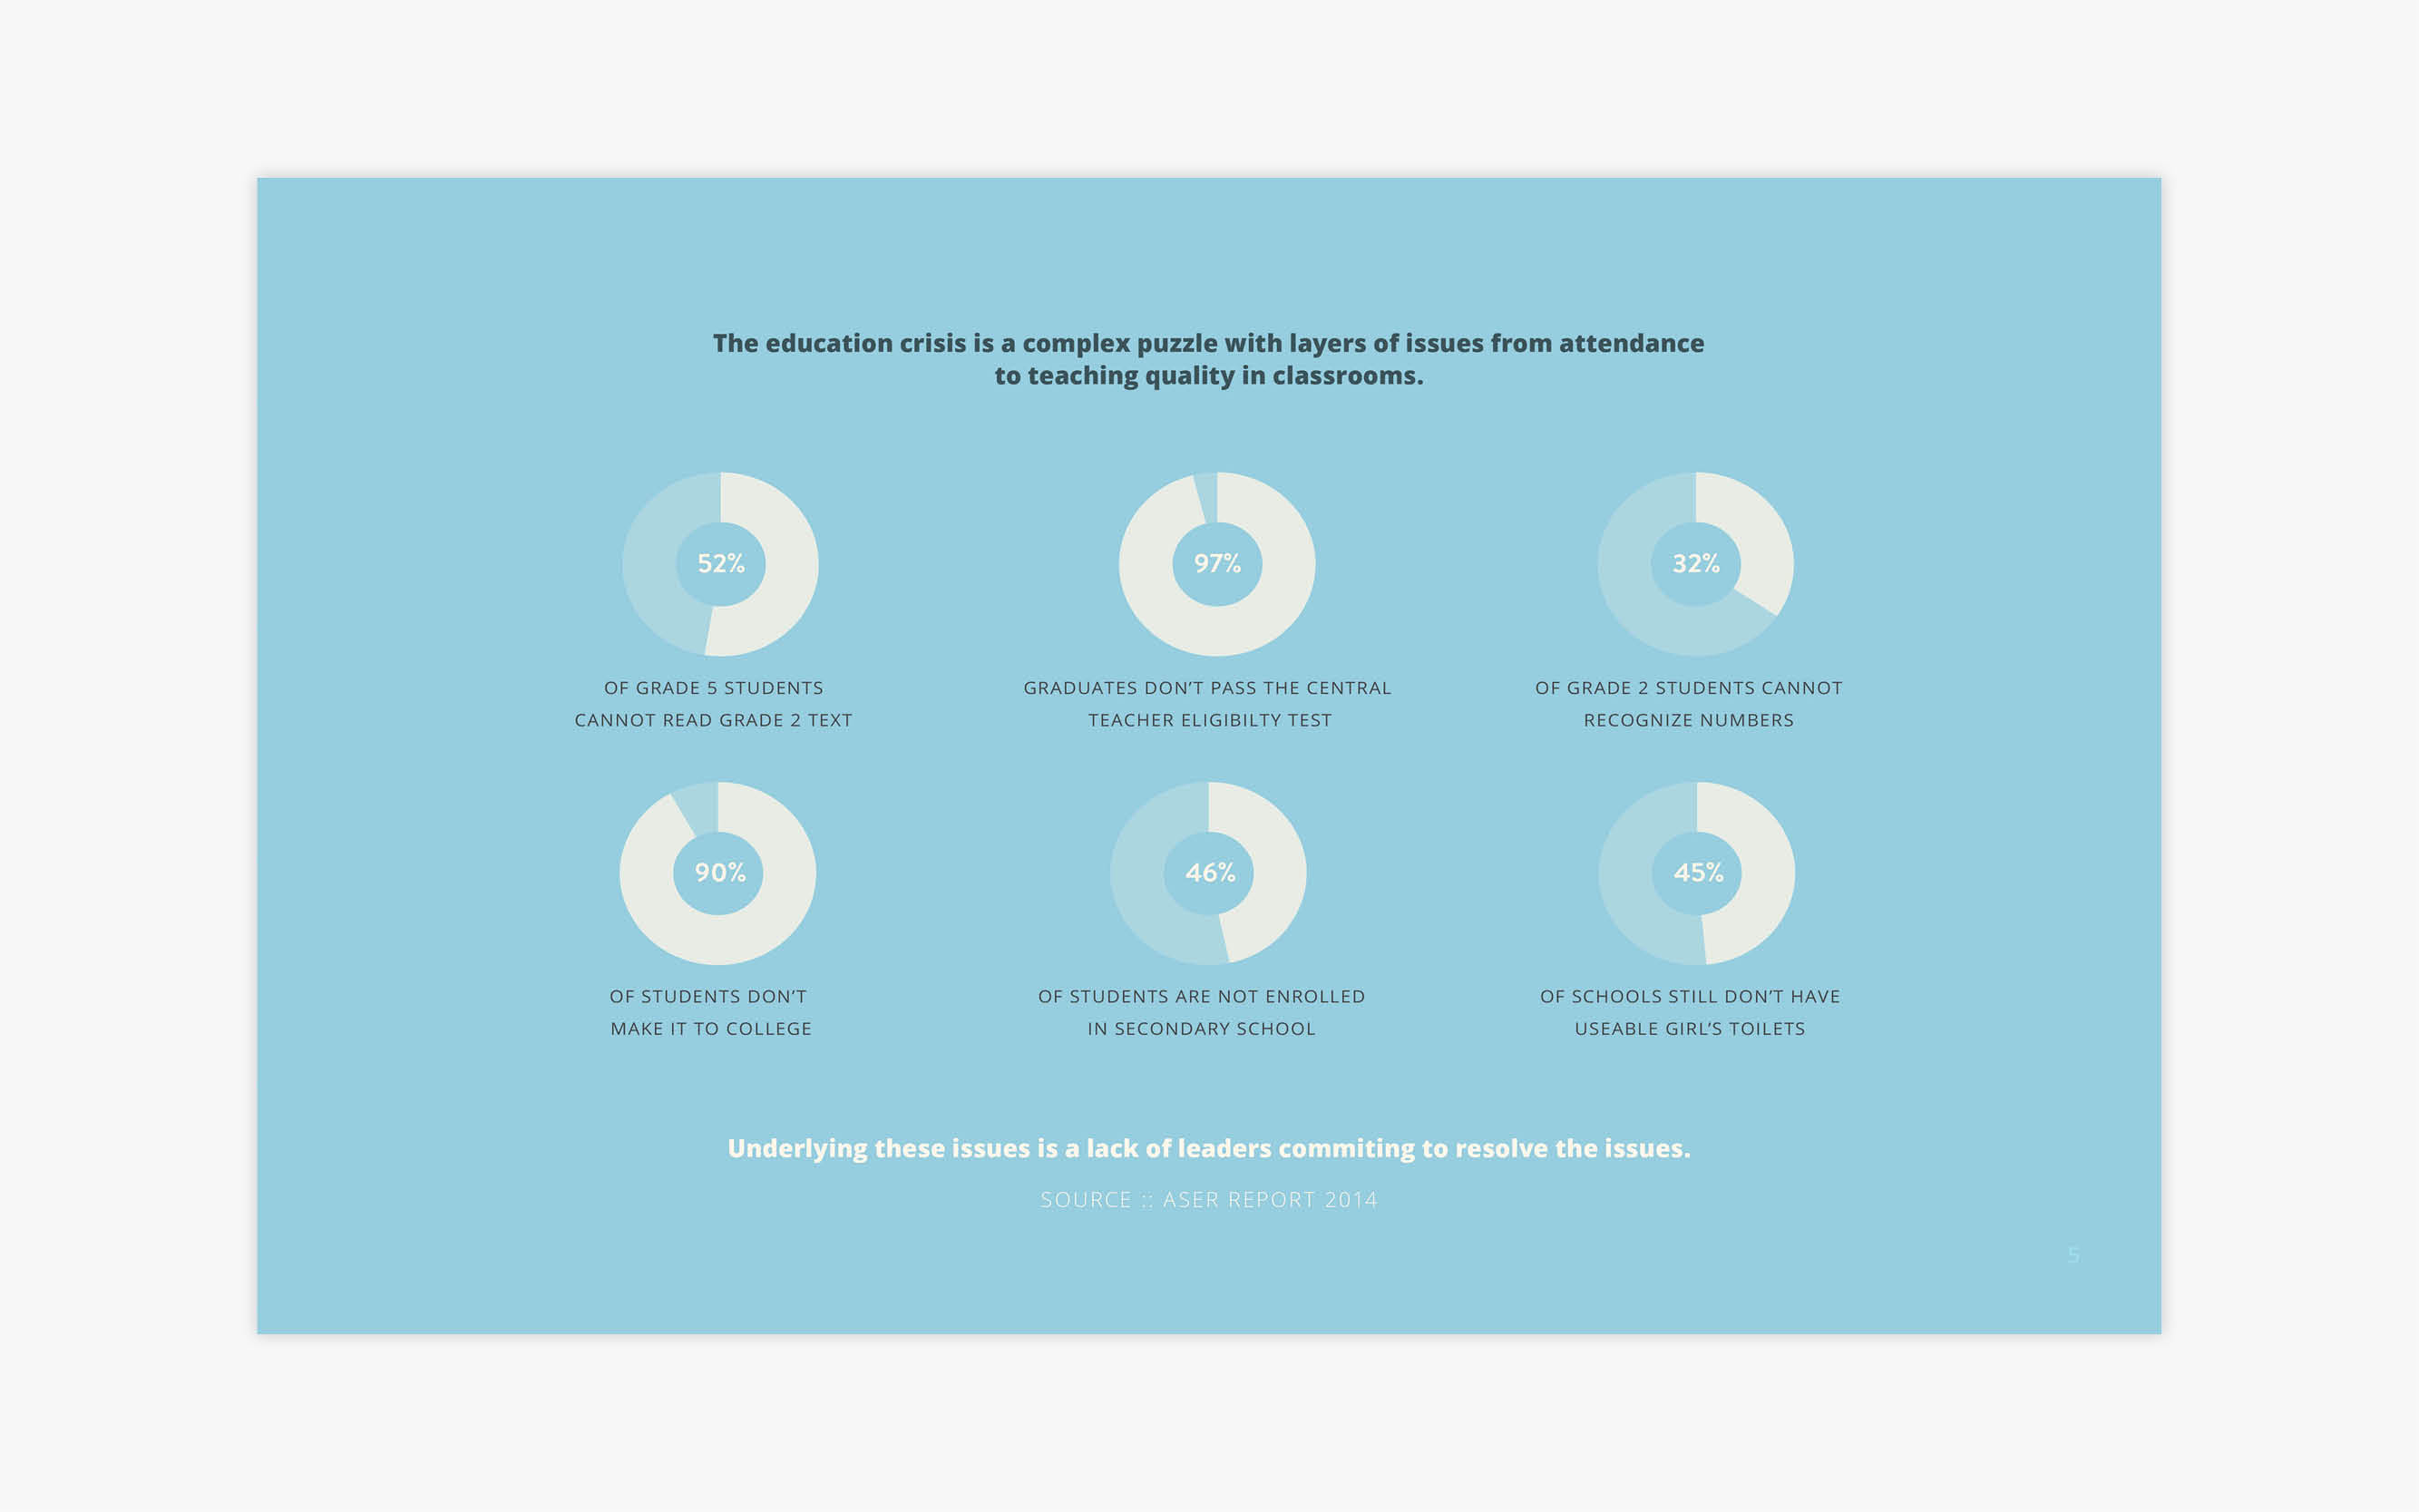 The education crisis is a complex puzzle with layers of issues from attendance
to teaching quality in classrooms.
52%
OF GRADE 5 STUDENTS
CANNOT READ GRADE 2 TEXT
97%
GRADUATES DON’T PASS THE CENTRAL
TEACHER ELIGIBILTY TEST
32%
OF GRADE 2 STUDENTS CANNOT
RECOGNIZE NUMBERS
90%
OF STUDENTS DON’T
MAKE IT TO COLLEGE
46%
OF STUDENTS ARE NOT ENROLLED
IN SECONDARY SCHOOL
45%
OF SCHOOLS STILL DON’T HAVE
USEABLE GIRL’S TOILETS
Underlying these issues is a lack of leaders commiting to resolve the issues.
SOURCE :: ASER REPORT 2014
5